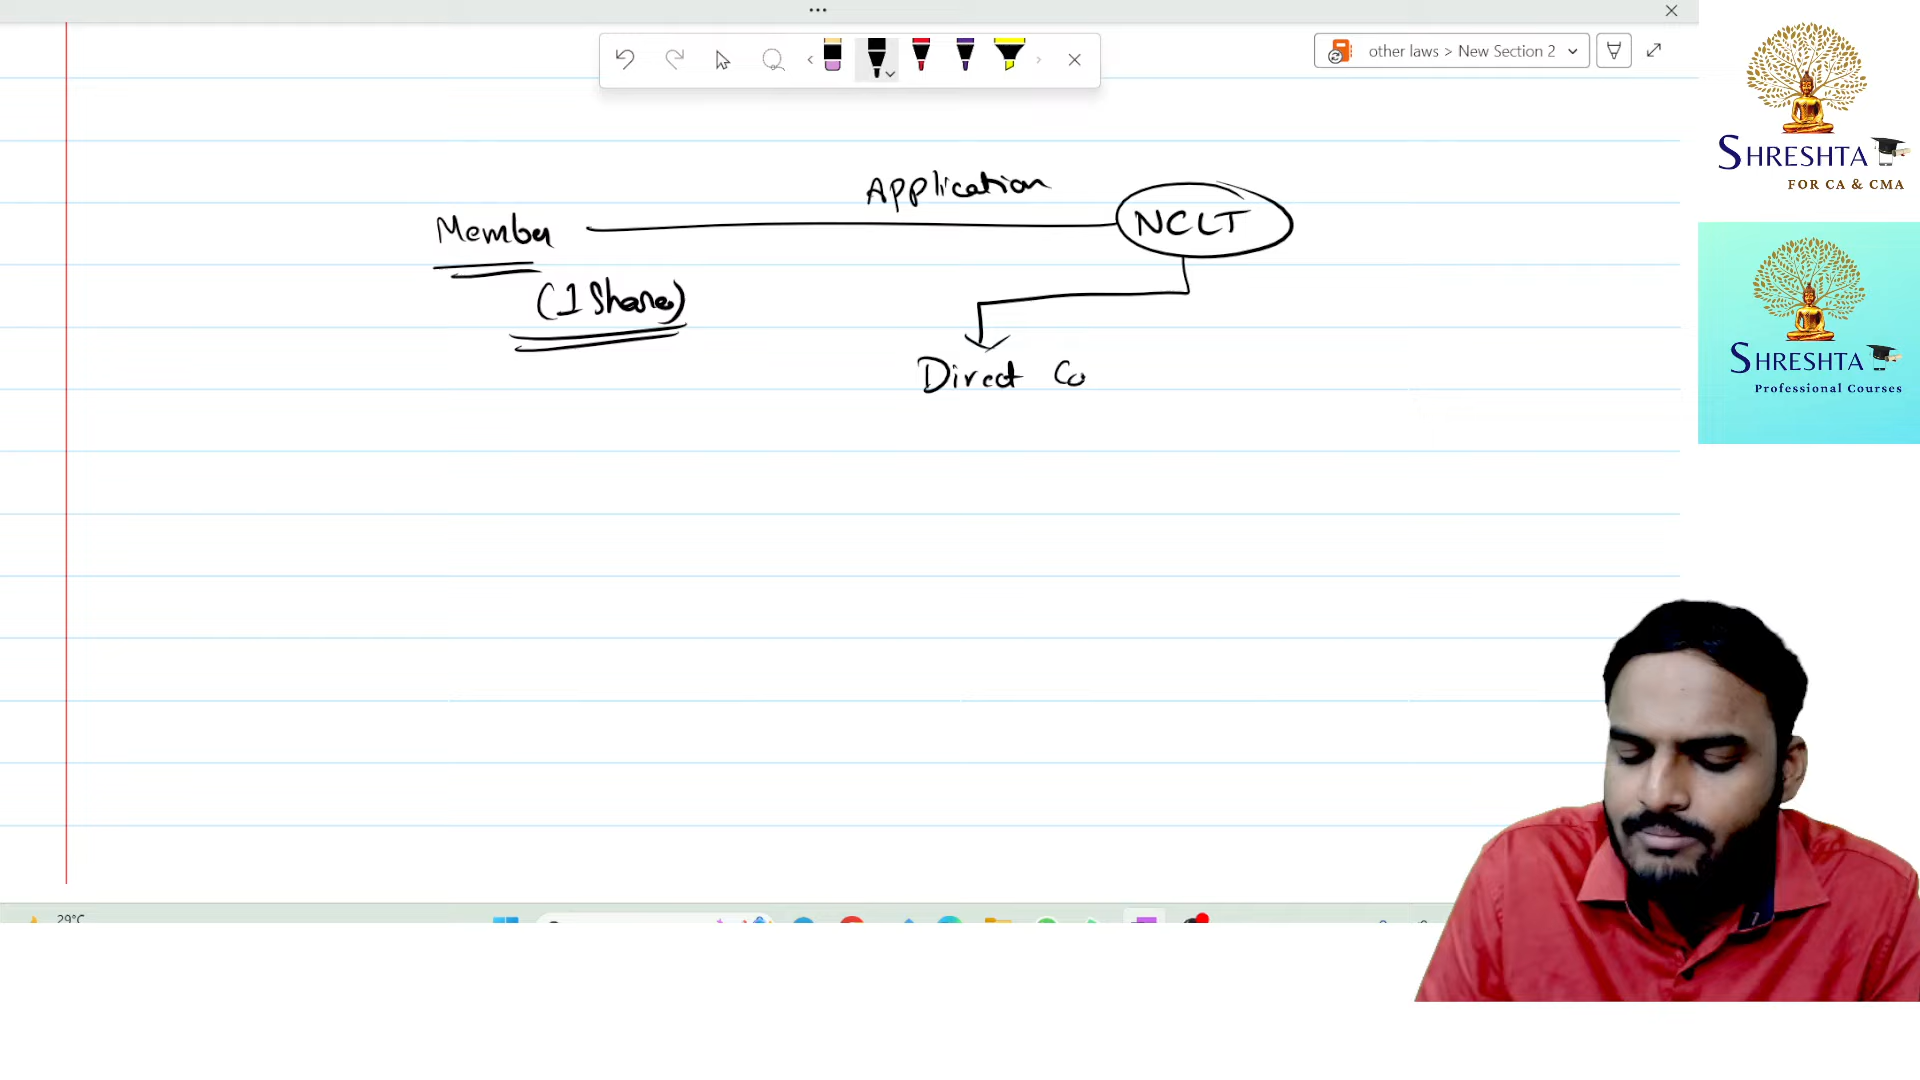 other laws > New Section 2
SHRESHTA
FOR CA & CMA
Application
Member
NCLT
(1 Share)
Direct Co
SHRESHTA
Professional Courses
29°C